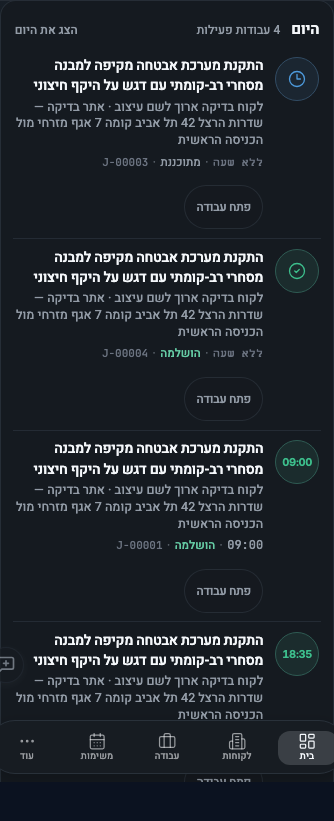 היום
4 עבודות פעילות
הצג את היום
התקנת מערכת אבטחה מקיפה למבנה
מסחרי רב-קומתי עם דגש על היקף חיצוני
לקוח בדיקה ארוך לשם עיצוב · אתר בדיקה —
שדרות הרצל 42 תל אביב קומה 7 אגף מזרחי מול
הכניסה הראשית
ללא שעה · מתוכננת · J-00003
פתח עבודה
התקנת מערכת אבטחה מקיפה למבנה
מסחרי רב-קומתי עם דגש על היקף חיצוני
לקוח בדיקה ארוך לשם עיצוב · אתר בדיקה —
שדרות הרצל 42 תל אביב קומה 7 אגף מזרחי מול
הכניסה הראשית
ללא שעה · הושלמה · J-00004
פתח עבודה
09:00
התקנת מערכת אבטחה מקיפה למבנה
מסחרי רב-קומתי עם דגש על היקף חיצוני
לקוח בדיקה ארוך לשם עיצוב · אתר בדיקה —
שדרות הרצל 42 תל אביב קומה 7 אגף מזרחי מול
הכניסה הראשית
09:00 · הושלמה · J-00001
פתח עבודה
18:35
התקנת מערכת אבטחה מקיפה למבנה
מסחרי רב-קומתי עם דגש על היקף חיצוני
לקוח בדיקה ארוך לשם עיצוב · אתר בדיקה —
שדרות הרצל 42 תל אביב קומה 7 אגף מזרחי מול
הכניסה הראשית
בית
לקוחות
עבודה
משימות
עוד
פתח עבודה